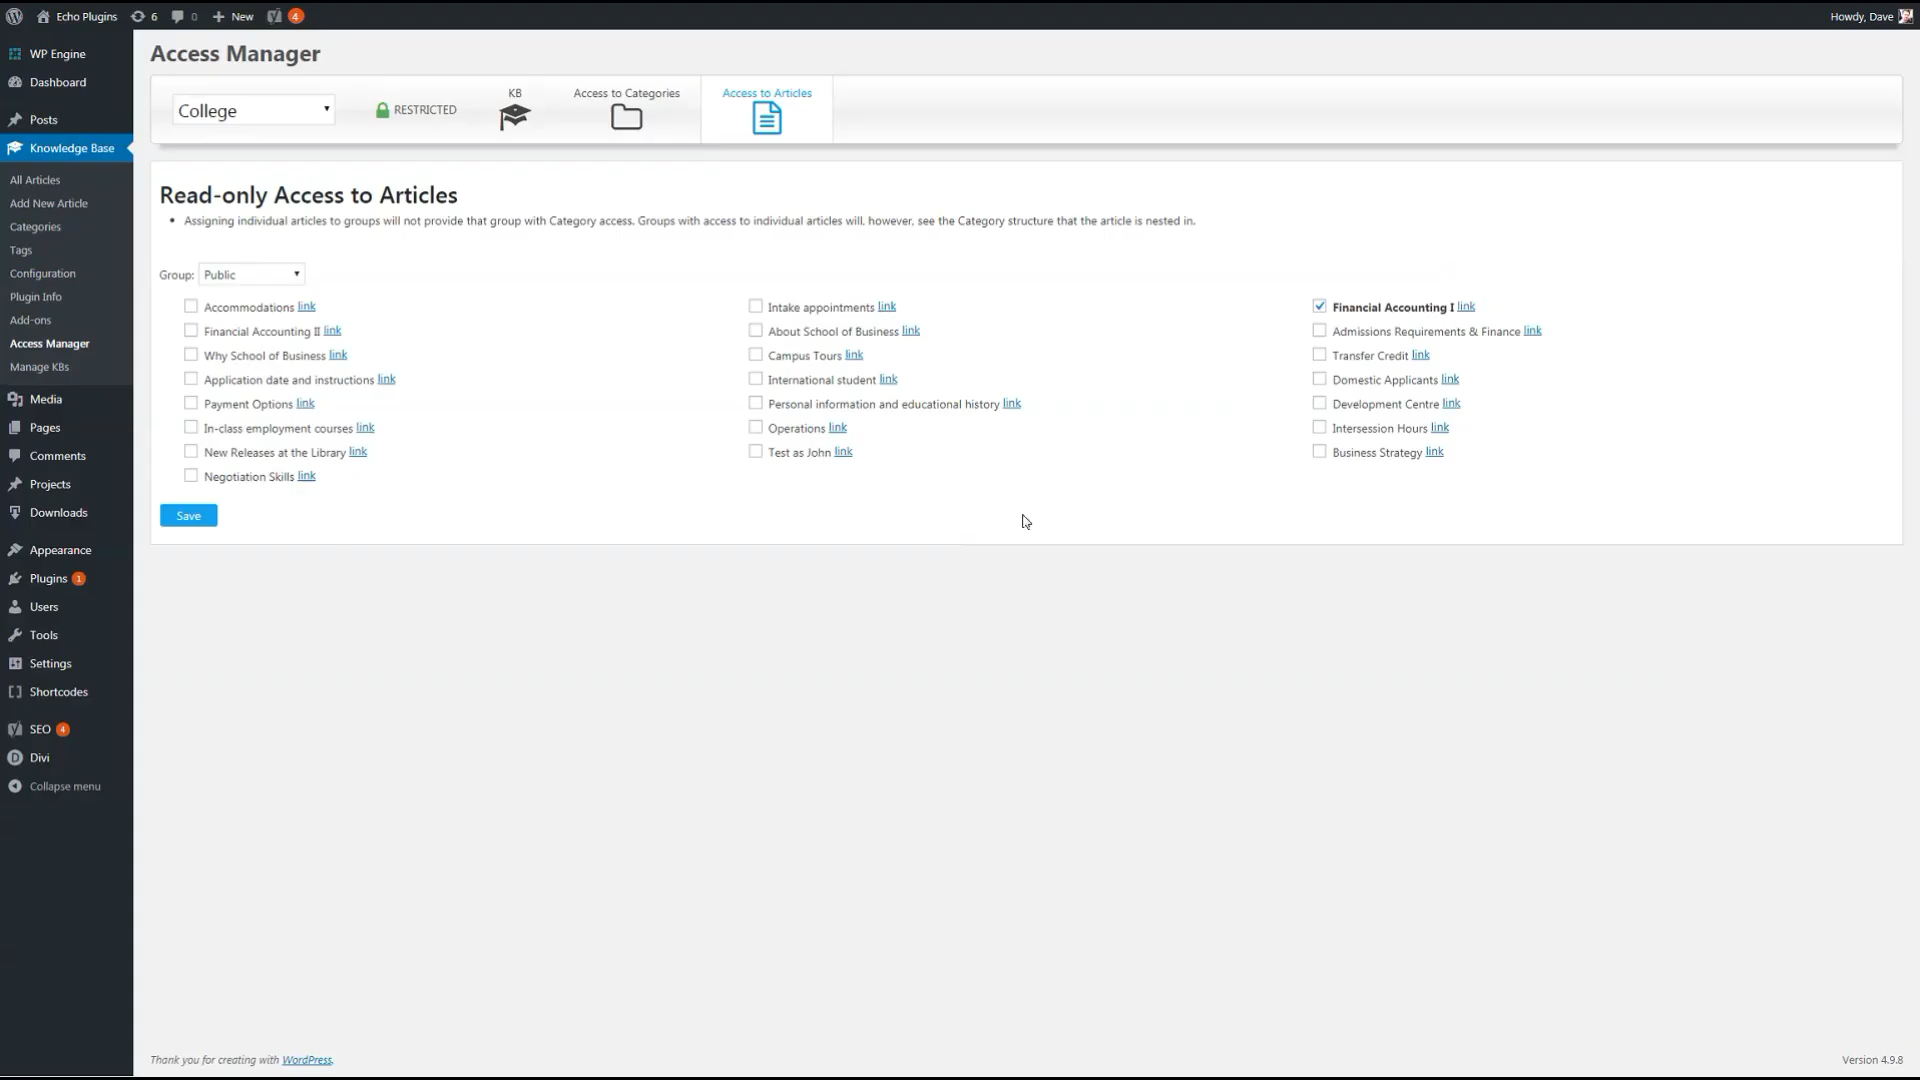 Echo Plugins 6 0 New 4 Howdy, Dave
WP Engine
Dashboard
Posts
Knowledge Base
All Articles
Add New Article
Categories
Tags
Configuration
Plugin Info
Add-ons
Access Manager
Manage KBs
Media
Pages
Comments
Projects
Downloads
Appearance
Plugins 1
Users
Tools
Settings
Shortcodes
SEO 4
Divi
Collapse menu
Access Manager
College
RESTRICTED
KB
Access to Categories
Access to Articles
Read-only Access to Articles
Assigning individual articles to groups will not provide that group with Category access. Groups with access to individual articles will, however, see the Category structure that the article is nested in.
Group: Public
Accommodations link
Intake appointments link
Financial Accounting I link
Financial Accounting II link
About School of Business link
Admissions Requirements & Finance link
Why School of Business link
Campus Tours link
Transfer Credit link
Application date and instructions link
International student link
Domestic Applicants link
Payment Options link
Personal information and educational history link
Development Centre link
In-class employment courses link
Operations link
Intersession Hours link
New Releases at the Library link
Test as John link
Business Strategy link
Negotiation Skills link
Save
Thank you for creating with WordPress.
Version 4.9.8